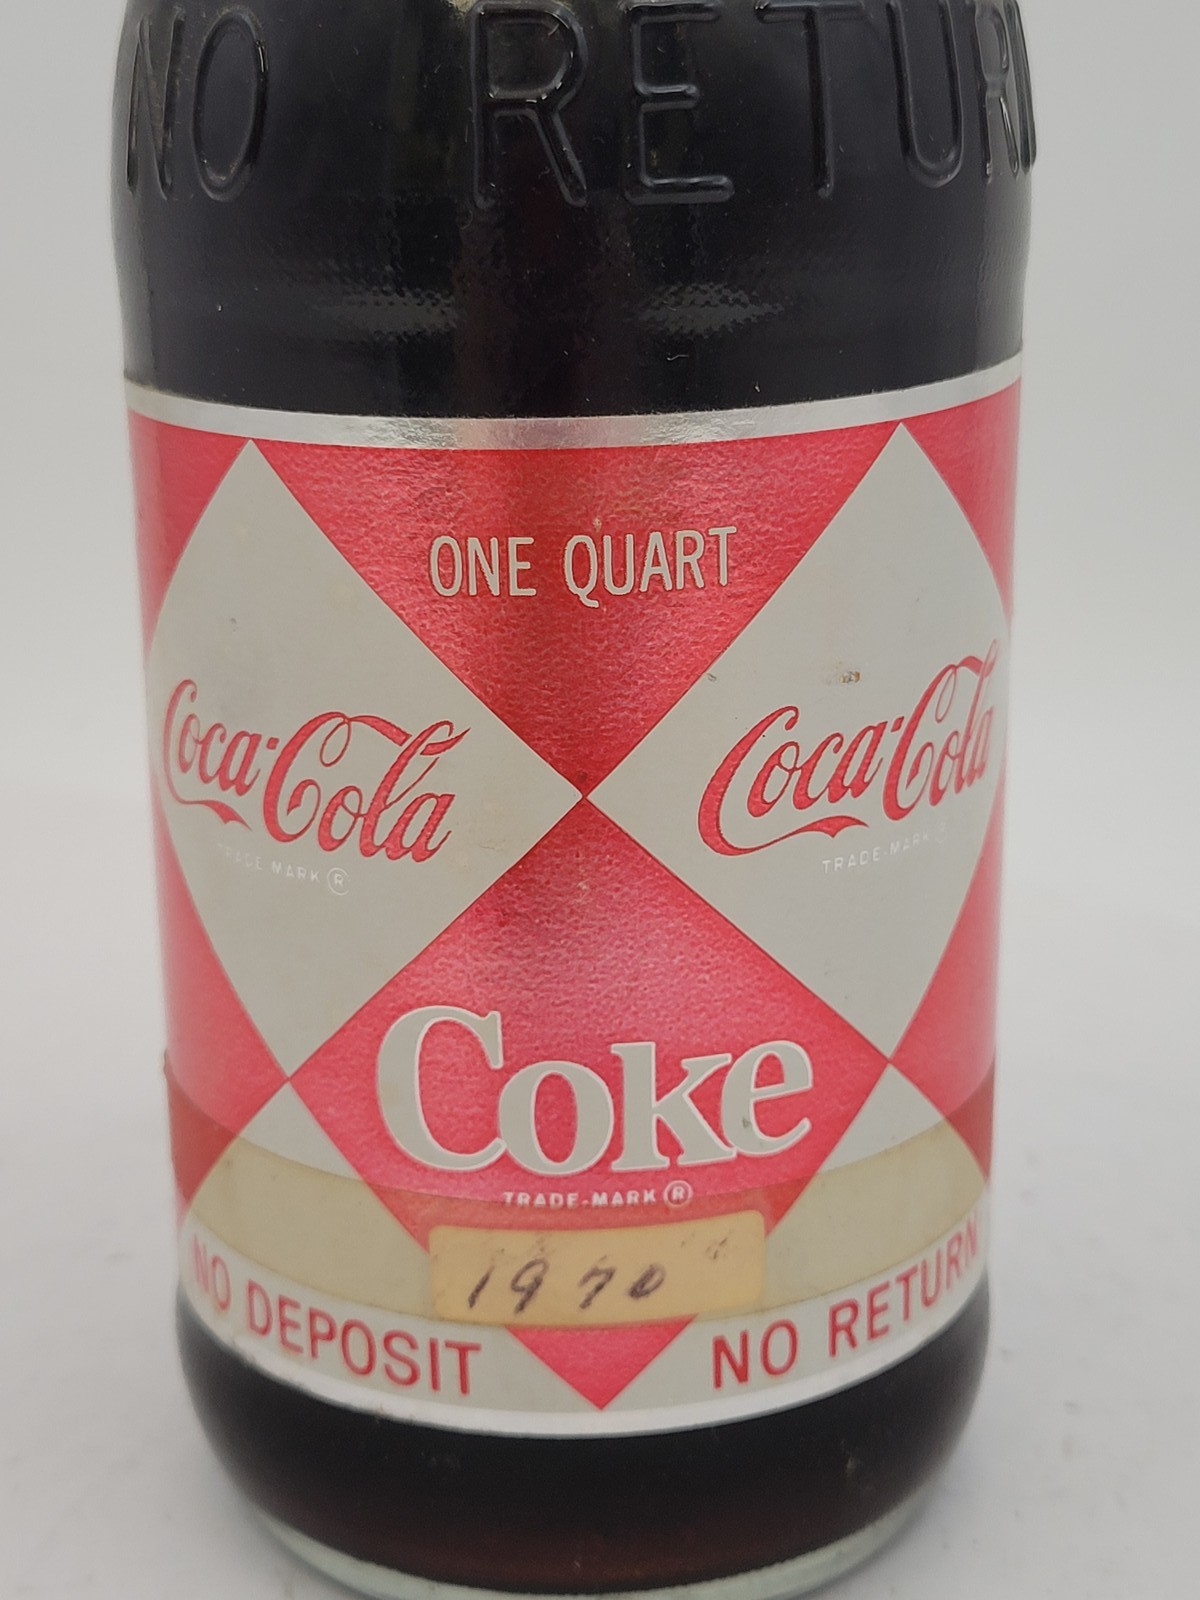 NO RETURN
ONE QUART
Coca-Cola
TRADE MARK ®
Coca-Cola
TRADE-MARK ®
Coke
TRADE-MARK ®
1970
NO DEPOSIT
NO RETURN